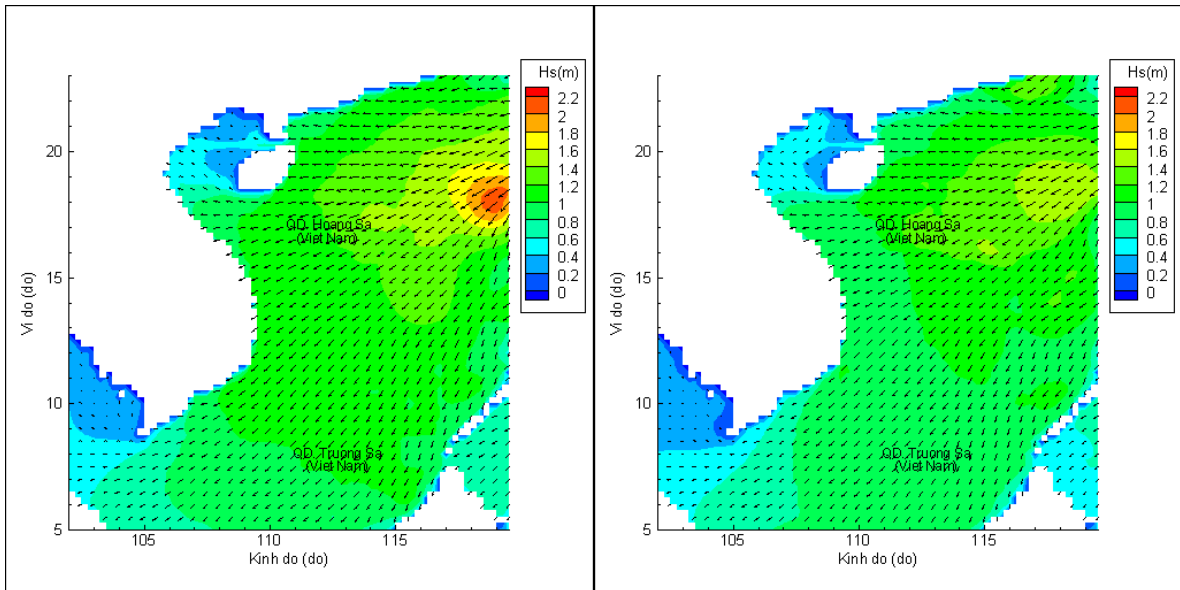 Hs(m)
2.2
2
1.8
1.6
1.4
1.2
1
0.8
0.6
0.4
0.2
0
20
15
10
5
Vi do (do)
QD. Hoang Sa
(Viet Nam)
QD. Truong Sa
(Viet Nam)
105
110
115
Kinh do (do)
Hs(m)
2.2
2
1.8
1.6
1.4
1.2
1
0.8
0.6
0.4
0.2
0
20
15
10
5
Vi do (do)
QD. Hoang Sa
(Viet Nam)
QD. Truong Sa
(Viet Nam)
105
110
115
Kinh do (do)